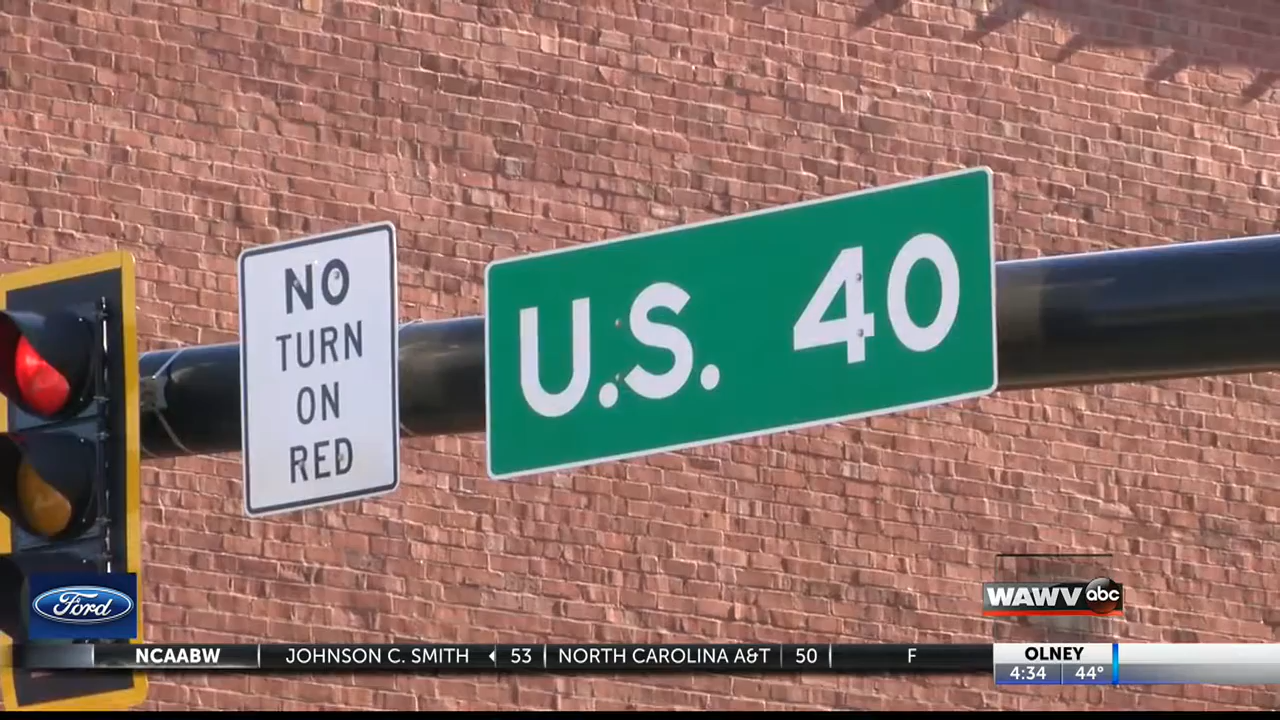 NO
TURN
ON
RED
U.S. 40
Ford
WAWV abc
NCAABW JOHNSON C. SMITH 53 NORTH CAROLINA A&T 50 F
OLNEY
4:34 44°